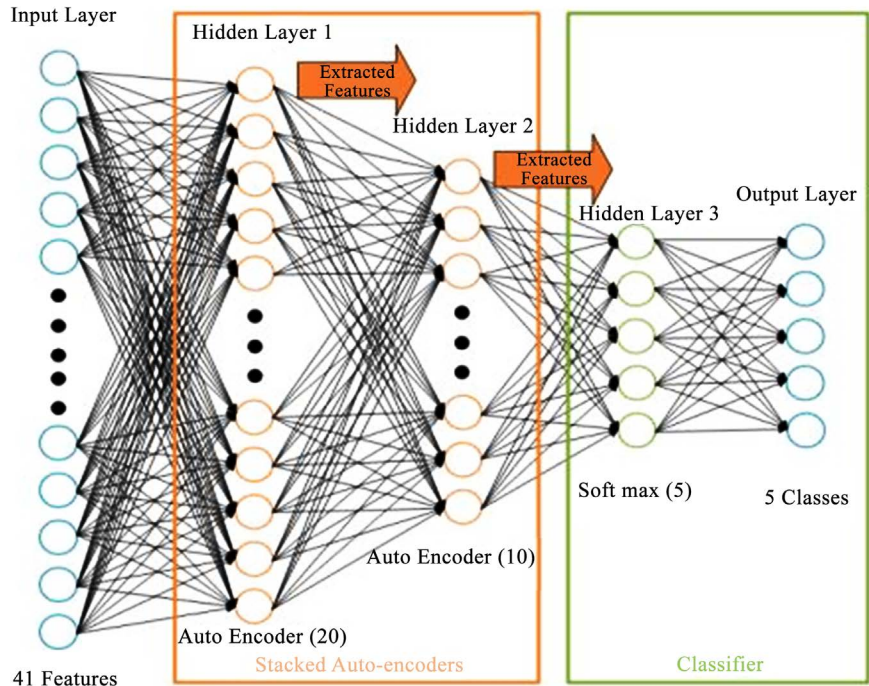 Input Layer
Hidden Layer 1
Extracted
Features
Hidden Layer 2
Extracted
Features
Hidden Layer 3
Output Layer
Soft max (5)
5 Classes
Auto Encoder (10)
Auto Encoder (20)
41 Features
Stacked Auto-encoders
Classifier